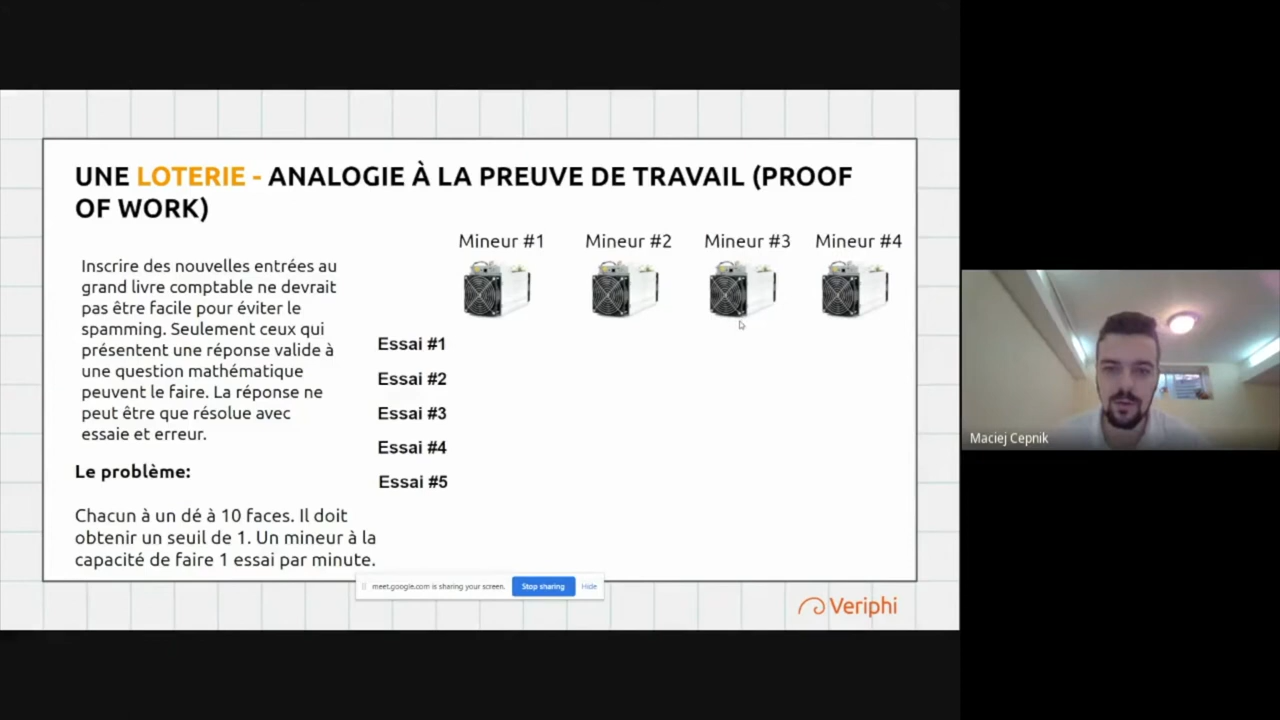 UNE LOTERIE - ANALOGIE À LA PREUVE DE TRAVAIL (PROOF
OF WORK)
Mineur #1 Mineur #2 Mineur #3 Mineur #4
Inscrire des nouvelles entrées au
grand livre comptable ne devrait
pas être facile pour éviter le
spamming. Seulement ceux qui
présentent une réponse valide à
une question mathématique
peuvent le faire. La réponse ne
peut être que résolue avec
essaie et erreur.
Essai #1
Essai #2
Essai #3
Essai #4
Essai #5
Le problème:
Chacun à un dé à 10 faces. Il doit
obtenir un seuil de 1. Un mineur à la
capacité de faire 1 essai par minute.
meet.google.com is sharing your screen. Stop sharing Hide
Veriphi
Maciej Cepnik